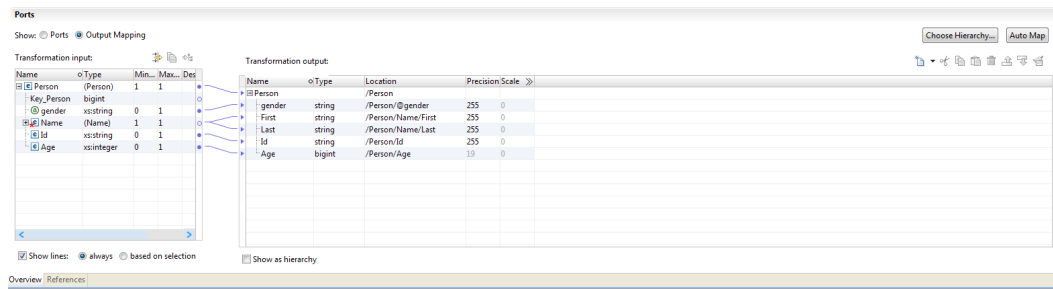 Ports
Show: Ports Output Mapping
Choose Hierarchy... Auto Map
Transformation input:
Transformation output:
Name Type Min... Max... Des
Person (Person) 1 1
Key_Person bigint
gender xs:string 0 1
Name (Name) 1 1
Id xs:string 0 1
Age xs:integer 0 1
Name Type Location Precision Scale
Person /Person
gender string /Person/@gender 255 0
First string /Person/Name/First 255 0
Last string /Person/Name/Last 255 0
Id string /Person/Id 255 0
Age bigint /Person/Age 19 0
Show lines: always based on selection
Show as hierarchy
Overview References